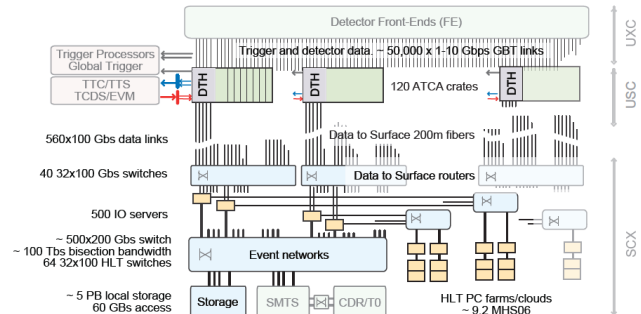 Detector Front-Ends (FE)
UXC
Trigger Processors
Global Trigger
Trigger and detector data. ~ 50,000 x 1-10 Gbps GBT links
TTC/TTS
TCDS/EVM
DTH
DTH
120 ATCA crates
DTH
USC
560x100 Gbs data links
Data to Surface 200m fibers
40 32x100 Gbs switches
Data to Surface routers
500 IO servers
SCX
~ 500x200 Gbs switch
~ 100 Tbs bisection bandwidth
64 32x100 HLT switches
Event networks
~ 5 PB local storage
60 GBs access
Storage
SMTS
CDR/T0
HLT PC farms/clouds
~ 9.2 MHS06